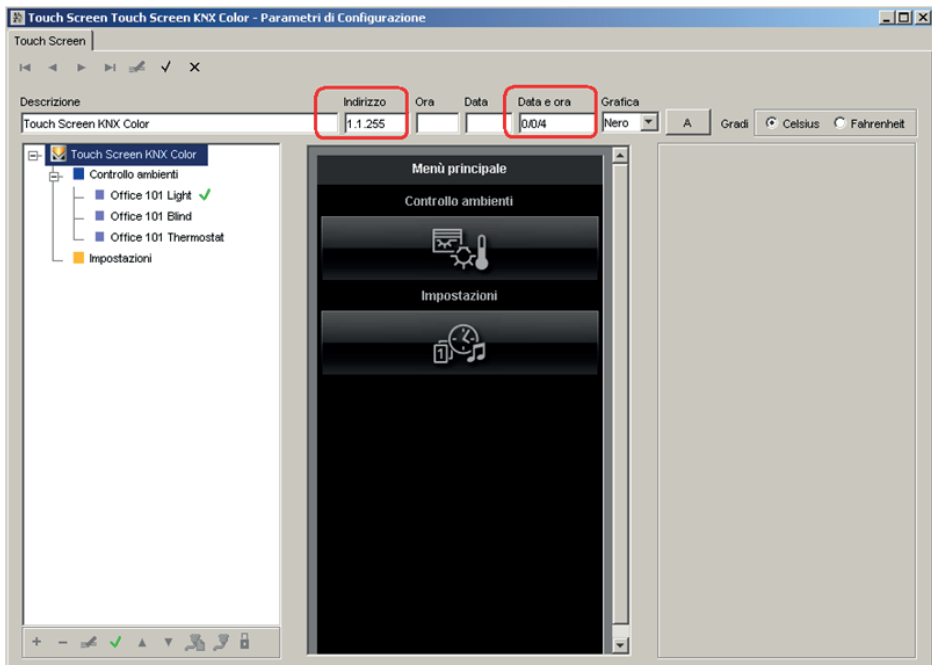 Touch Screen Touch Screen KNX Color - Parametri di Configurazione
Touch Screen
Descrizione Indirizzo Ora Data Data e ora Grafica
Touch Screen KNX Color 1.1.255 0/0/4 Nero A Gradi Celsius Fahrenheit
Touch Screen KNX Color
Controllo ambienti
Office 101 Light
Office 101 Blind
Office 101 Thermostat
Impostazioni
Menù principale
Controllo ambienti
Impostazioni
1